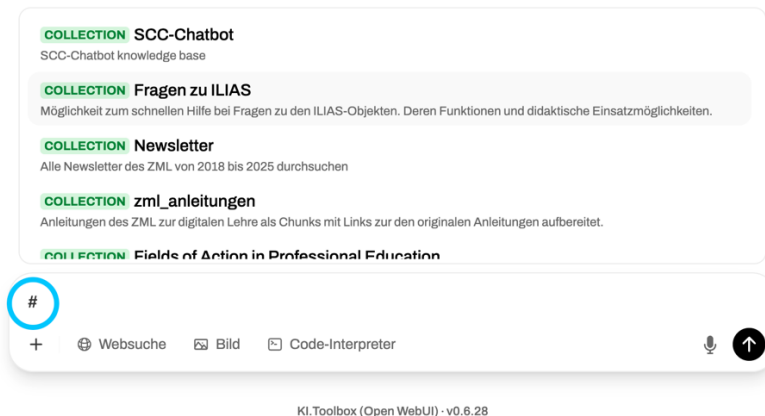 COLLECTION SCC-Chatbot
SCC-Chatbot knowledge base
COLLECTION Fragen zu ILIAS
Möglichkeit zum schnellen Hilfe bei Fragen zu den ILIAS-Objekten. Deren Funktionen und didaktische Einsatzmöglichkeiten.
COLLECTION Newsletter
Alle Newsletter des ZML von 2018 bis 2025 durchsuchen
COLLECTION zml_anleitungen
Anleitungen des ZML zur digitalen Lehre als Chunks mit Links zur den originalen Anleitungen aufbereitet.
COLLECTION Fields of Action in Professional Education
#
+ Websuche Bild Code-Interpreter
KI.Toolbox (Open WebUI) · v0.6.28